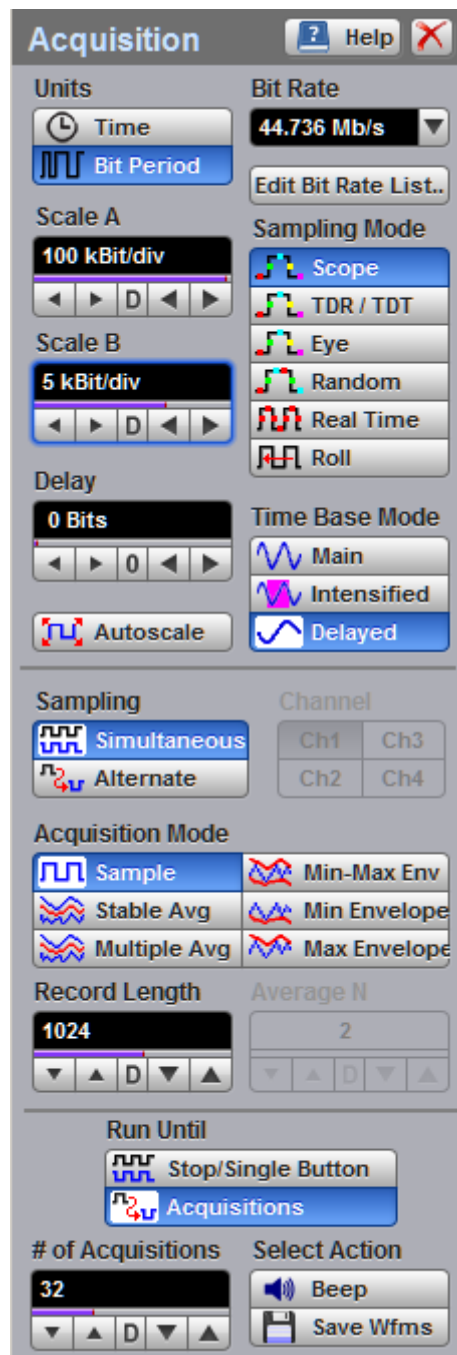 Acquisition
? Help
Units
Time
Bit Period
Bit Rate
44.736 Mb/s
Edit Bit Rate List..
Scale A
100 kBit/div
D
Scale B
5 kBit/div
D
Delay
0 Bits
0
Autoscale
Sampling Mode
Scope
TDR / TDT
Eye
Random
Real Time
Roll
Time Base Mode
Main
Intensified
Delayed
Sampling
Simultaneous
Alternate
Channel
Ch1 Ch3
Ch2 Ch4
Acquisition Mode
Sample
Stable Avg
Multiple Avg
Min-Max Env
Min Envelope
Max Envelope
Record Length
1024
D
Average N
2
D
Run Until
Stop/Single Button
Acquisitions
# of Acquisitions
32
D
Select Action
Beep
Save Wfms